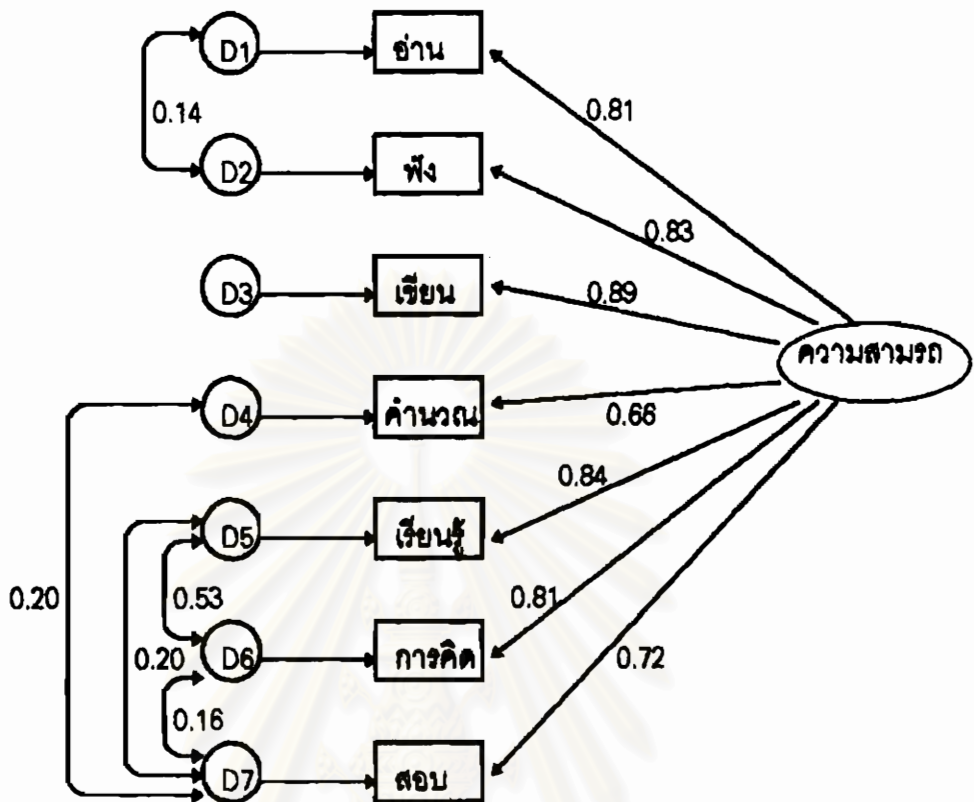 D1
อ่าน
0.14
0.81
D2
ฟัง
0.83
D3
เขียน
0.89
ความสามรถ
D4
คำนวณ
0.66
0.84
D5
เรียนรู้
0.20
0.53
0.81
0.20
D6
การคิด
0.72
0.16
D7
สอบ